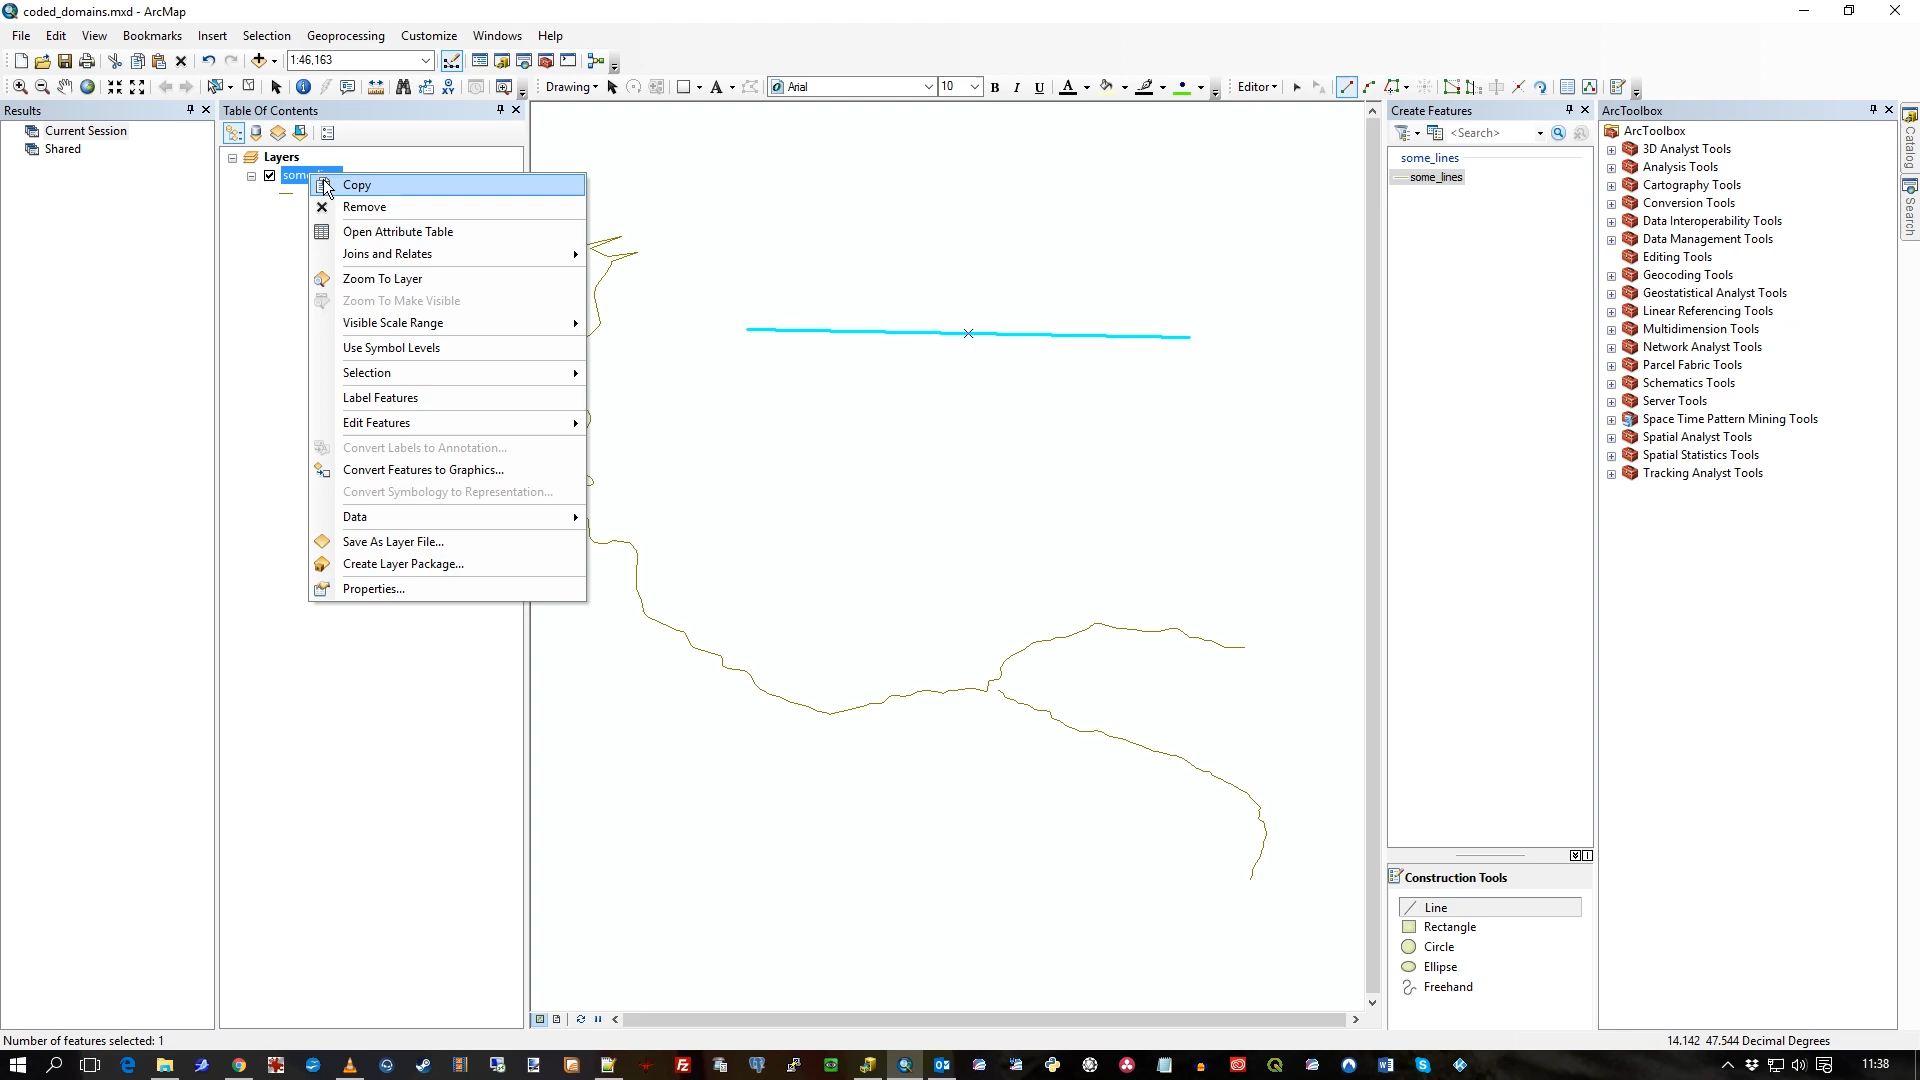 coded_domains.mxd - ArcMap
File Edit View Bookmarks Insert Selection Geoprocessing Customize Windows Help
1:46,163
Drawing Arial 10 B I U A Editor
Results
Current Session
Shared
Table Of Contents
Layers
Copy
Remove
Open Attribute Table
Joins and Relates
Zoom To Layer
Zoom To Make Visible
Visible Scale Range
Use Symbol Levels
Selection
Label Features
Edit Features
Convert Labels to Annotation...
Convert Features to Graphics...
Convert Symbology to Representation...
Data
Save As Layer File...
Create Layer Package...
Properties...
Create Features
<Search>
some_lines
some_lines
Construction Tools
Line
Rectangle
Circle
Ellipse
Freehand
ArcToolbox
ArcToolbox
3D Analyst Tools
Analysis Tools
Cartography Tools
Conversion Tools
Data Interoperability Tools
Data Management Tools
Editing Tools
Geocoding Tools
Geostatistical Analyst Tools
Linear Referencing Tools
Multidimension Tools
Network Analyst Tools
Parcel Fabric Tools
Schematics Tools
Server Tools
Space Time Pattern Mining Tools
Spatial Analyst Tools
Spatial Statistics Tools
Tracking Analyst Tools
Catalog
Search
Number of features selected: 1
14.142 47.544 Decimal Degrees
11:38